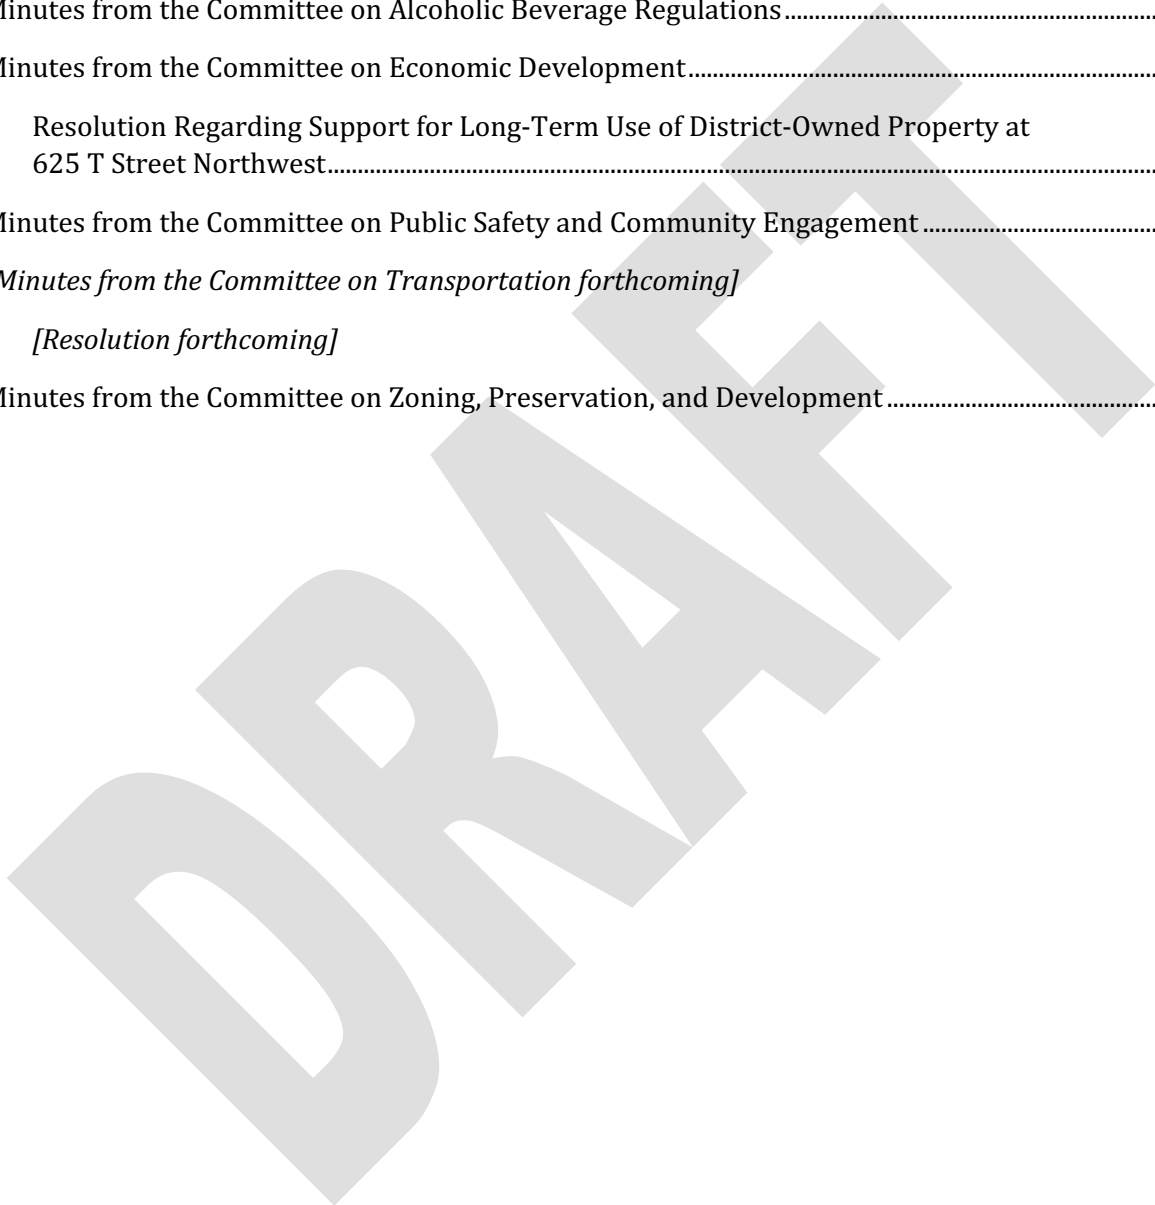 Minutes from the Committee on Alcoholic Beverage Regulations
Minutes from the Committee on Economic Development
Resolution Regarding Support for Long-Term Use of District-Owned Property at
625 T Street Northwest
Minutes from the Committee on Public Safety and Community Engagement
Minutes from the Committee on Transportation forthcoming]
[Resolution forthcoming]
Minutes from the Committee on Zoning, Preservation, and Development
DRAFT